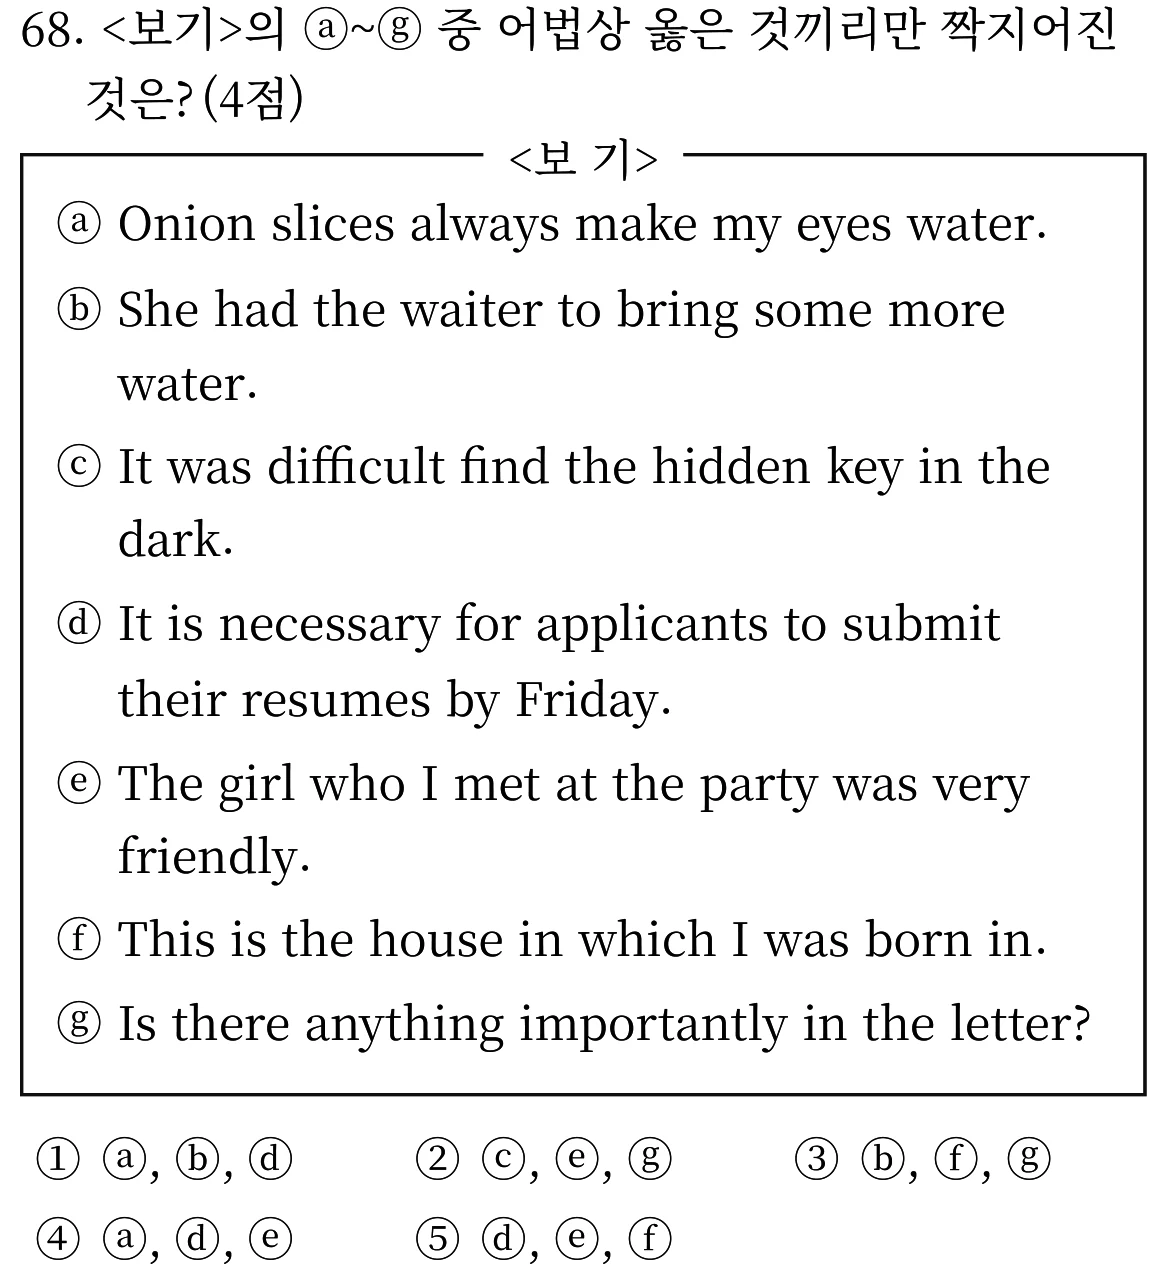 68. <보기>의 ⓐ~ⓖ 중 어법상 옳은 것끼리만 짝지어진
것은? (4점)
<보 기>
ⓐ Onion slices always make my eyes water.
ⓑ She had the waiter to bring some more
water.
ⓒ It was difficult find the hidden key in the
dark.
ⓓ It is necessary for applicants to submit
their resumes by Friday.
ⓔ The girl who I met at the party was very
friendly.
ⓕ This is the house in which I was born in.
ⓖ Is there anything importantly in the letter?
① ⓐ, ⓑ, ⓓ ② ⓒ, ⓔ, ⓖ ③ ⓑ, ⓕ, ⓖ
④ ⓐ, ⓓ, ⓔ ⑤ ⓓ, ⓔ, ⓕ